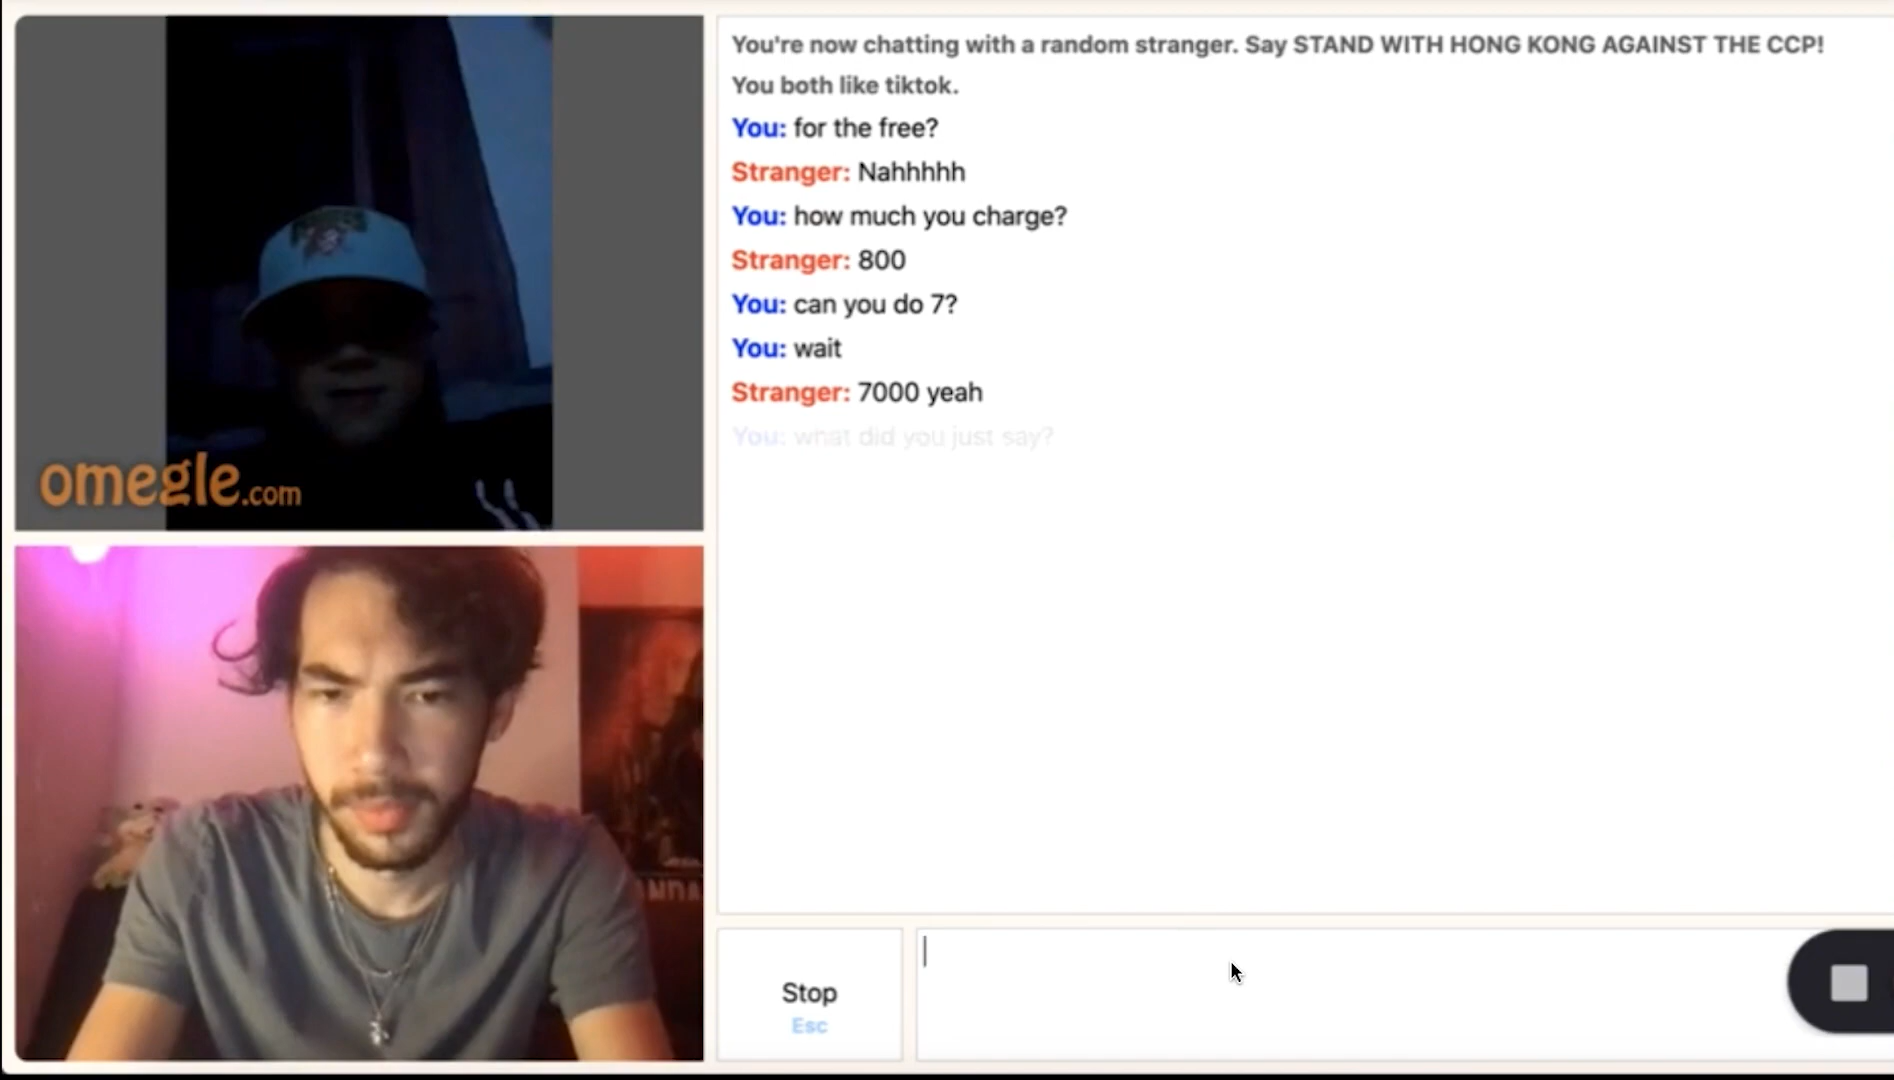 You're now chatting with a random stranger. Say STAND WITH HONG KONG AGAINST THE CCP!
You both like tiktok.
You: for the free?
Stranger: Nahhhhh
You: how much you charge?
Stranger: 800
You: can you do 7?
You: wait
Stranger: 7000 yeah
You: what did you just say?
omegle.com
Stop
Esc